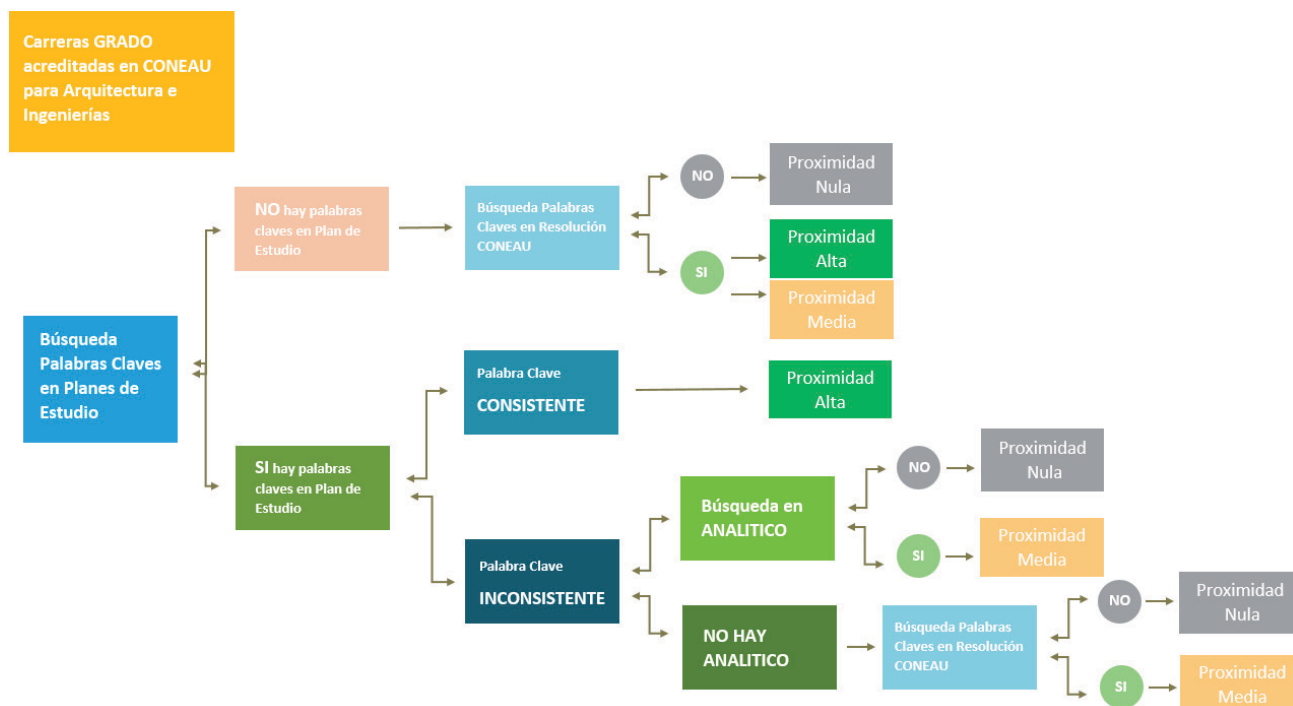 Carreras GRADO
acreditadas en CONEAU
para Arquitectura e
Ingenierías
NO
Proximidad
Nula
NO hay palabras
claves en Plan de
Estudio
Búsqueda Palabras
Claves en Resolución
CONEAU
SI
Proximidad
Alta
Proximidad
Media
Búsqueda
Palabras Claves
en Planes de
Estudio
Palabra Clave
CONSISTENTE
Proximidad
Alta
SI hay palabras
claves en Plan de
Estudio
Búsqueda en
ANALITICO
NO
Proximidad
Nula
SI
Proximidad
Media
Palabra Clave
INCONSISTENTE
NO HAY
ANALITICO
Búsqueda Palabras
Claves en Resolución
CONEAU
NO
Proximidad
Nula
SI
Proximidad
Media